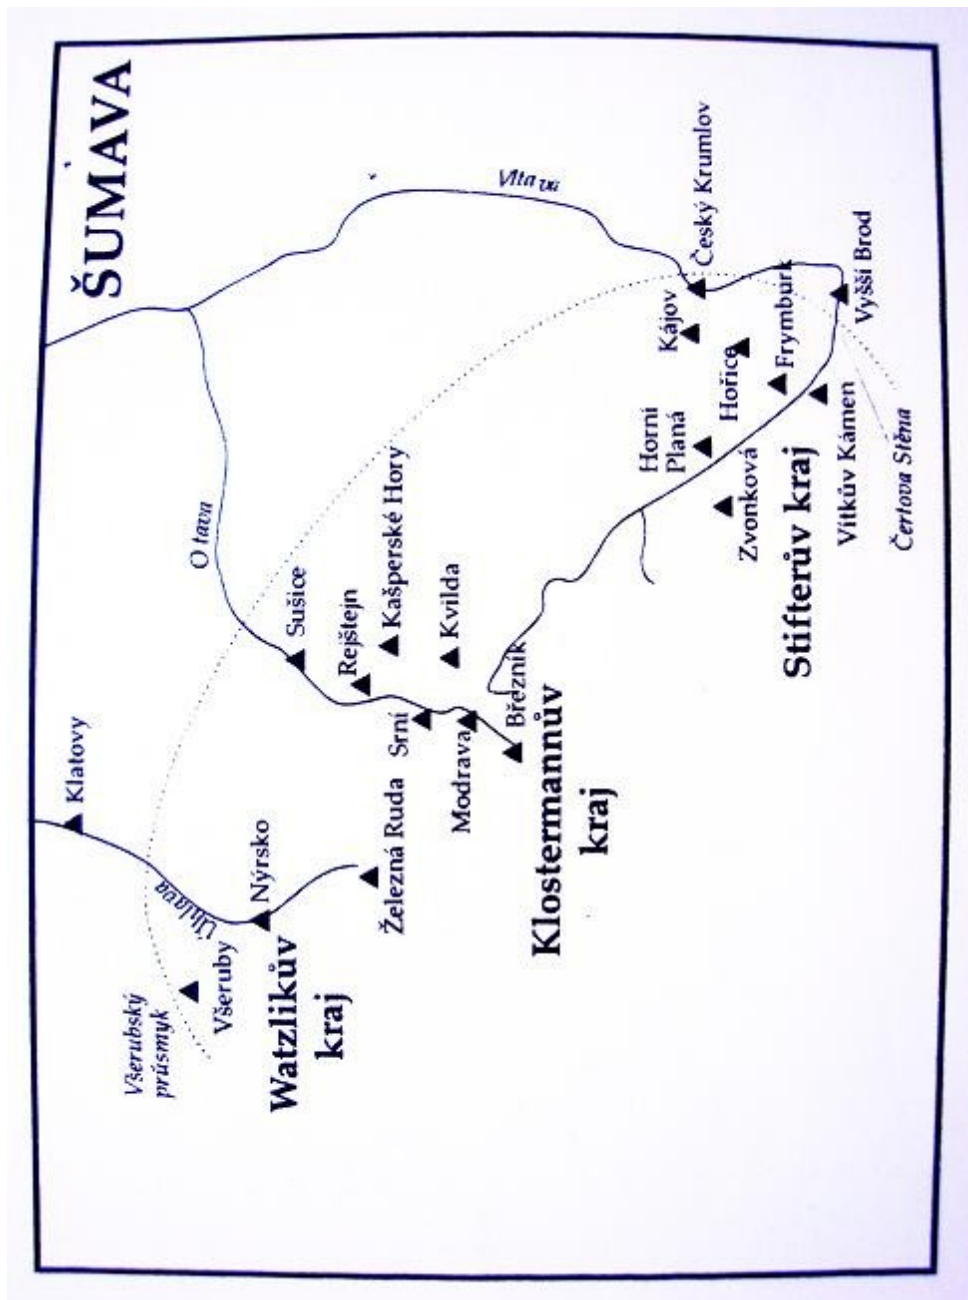 ŠUMAVA
Vltava
Otava
Úhlava
Klatovy
Sušice
Rejštejn
Kašperské Hory
Kvilda
Srní
Modrava
Březník
Železná Ruda
Nýrsko
Všeruby
Všerubský
průsmyk
Watzlikův
kraj
Klostermannův
kraj
Český Krumlov
Kájov
Hořice
Frymburk
Vyšší Brod
Horní
Planá
Zvonková
Vítkův Kámen
Čertova Stěna
Stifterův kraj